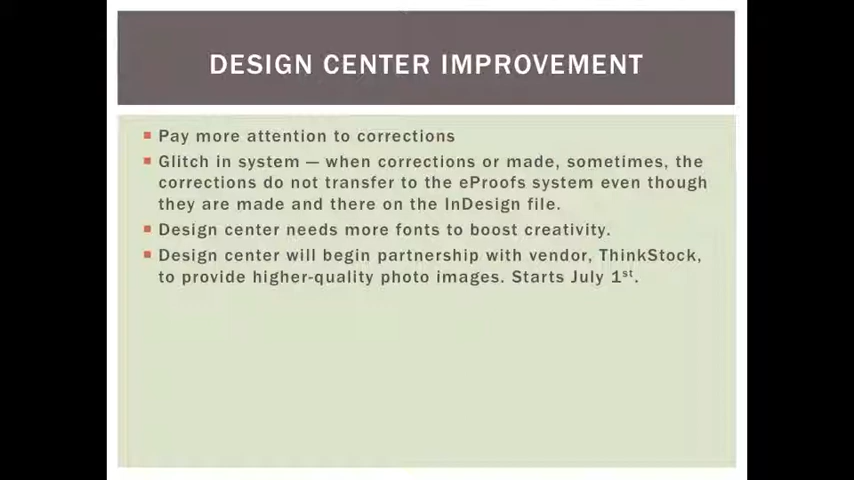 DESIGN CENTER IMPROVEMENT
Pay more attention to corrections
Glitch in system — when corrections or made, sometimes, the
corrections do not transfer to the eProofs system even though
they are made and there on the InDesign file.
Design center needs more fonts to boost creativity.
Design center will begin partnership with vendor, ThinkStock,
to provide higher-quality photo images. Starts July 1st.